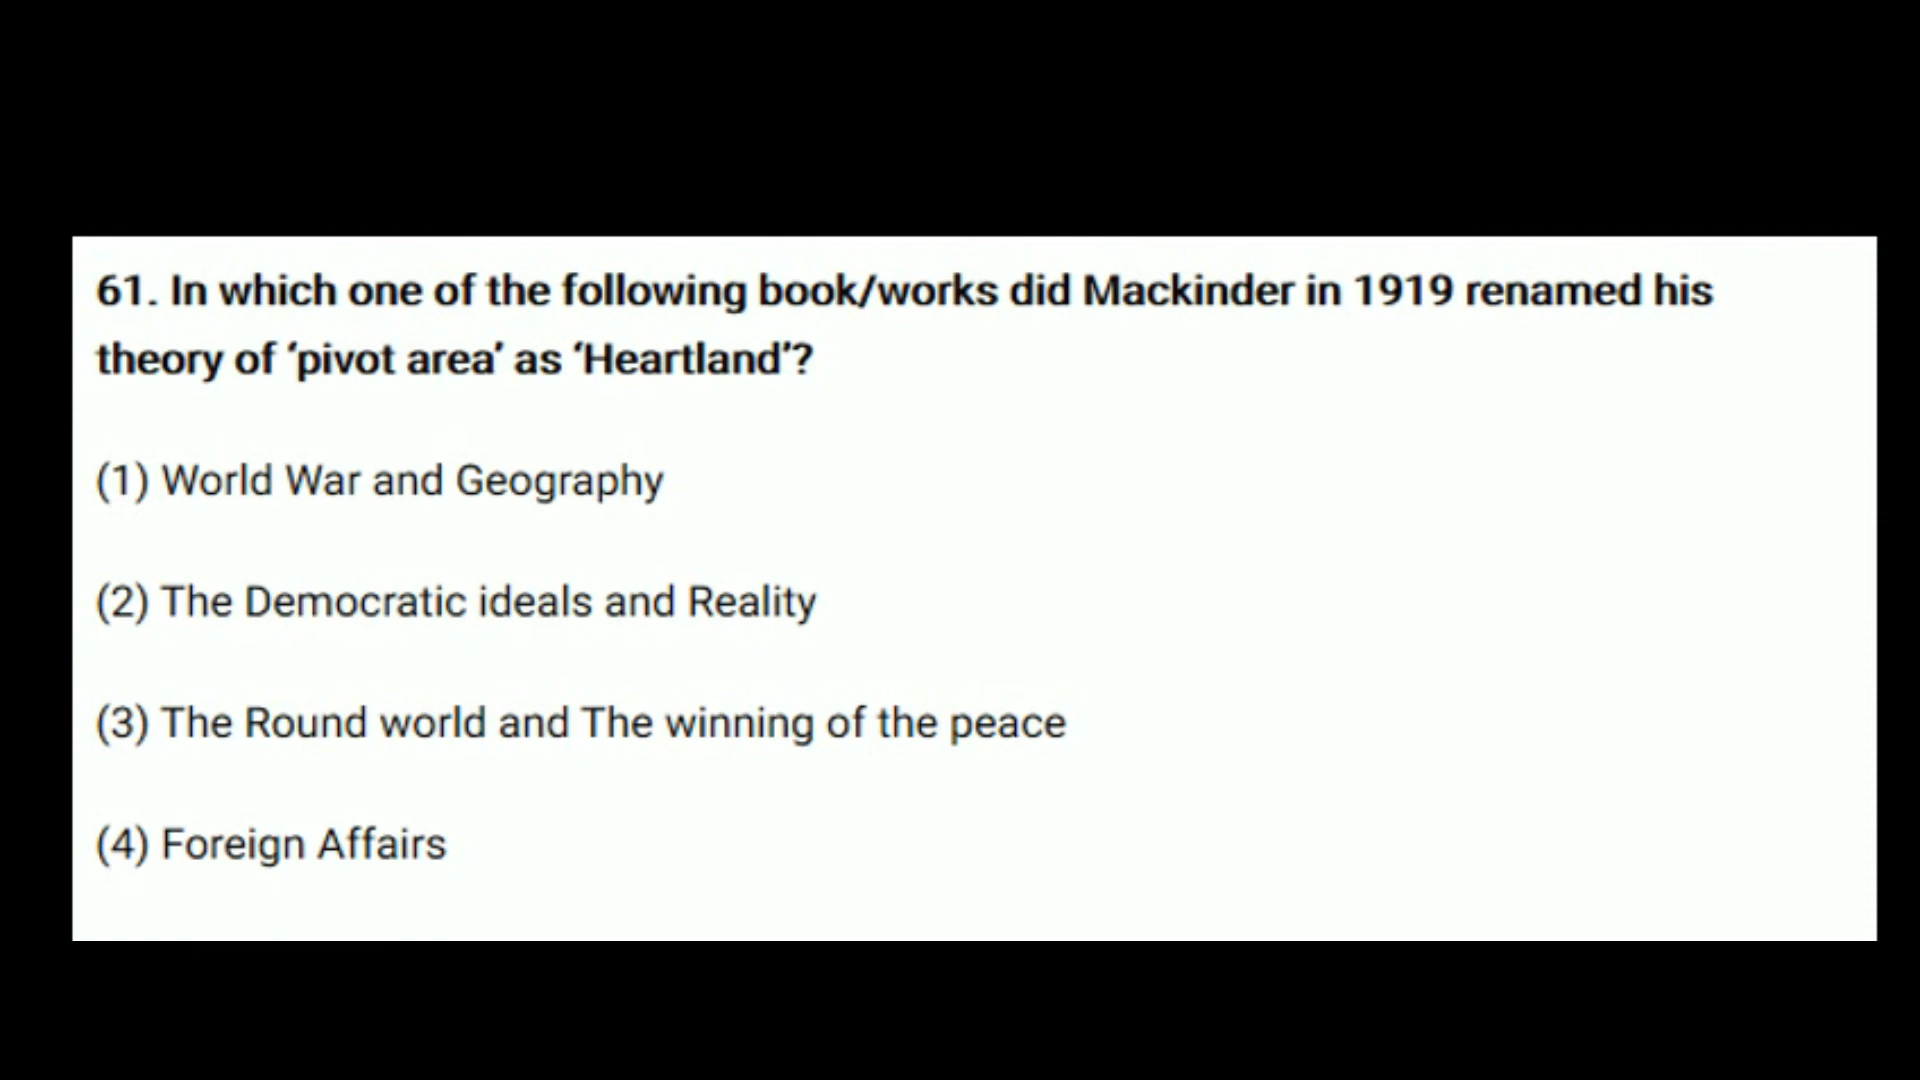 61. In which one of the following book/works did Mackinder in 1919 renamed his
theory of ‘pivot area’ as ‘Heartland’?
(1) World War and Geography
(2) The Democratic ideals and Reality
(3) The Round world and The winning of the peace
(4) Foreign Affairs